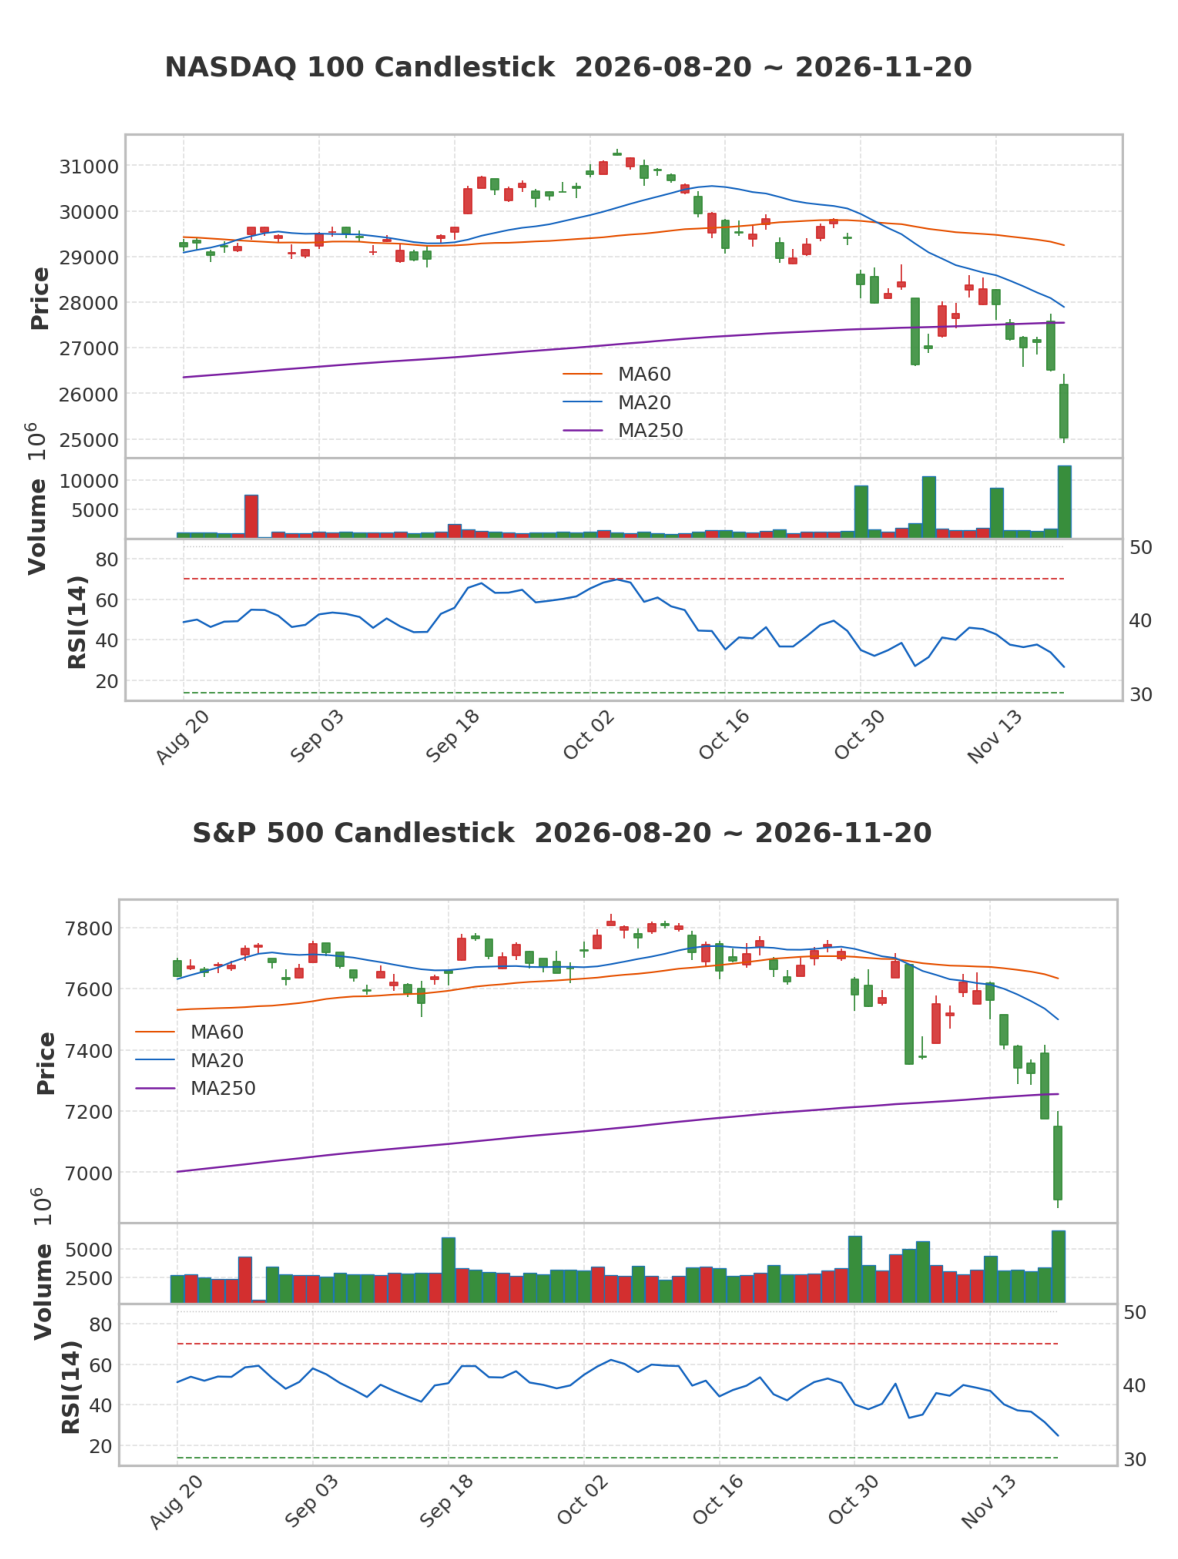 NASDAQ 100 Candlestick  2026-08-20 ~ 2026-11-20
Price
31000
30000
29000
28000
27000
26000
25000
MA60
MA20
MA250
Volume 10^6
10000
5000
RSI(14)
80
60
40
20
50
40
30
Aug 20
Sep 03
Sep 18
Oct 02
Oct 16
Oct 30
Nov 13
S&P 500 Candlestick  2026-08-20 ~ 2026-11-20
Price
7800
7600
7400
7200
7000
MA60
MA20
MA250
Volume 10^6
5000
2500
RSI(14)
80
60
40
20
50
40
30
Aug 20
Sep 03
Sep 18
Oct 02
Oct 16
Oct 30
Nov 13